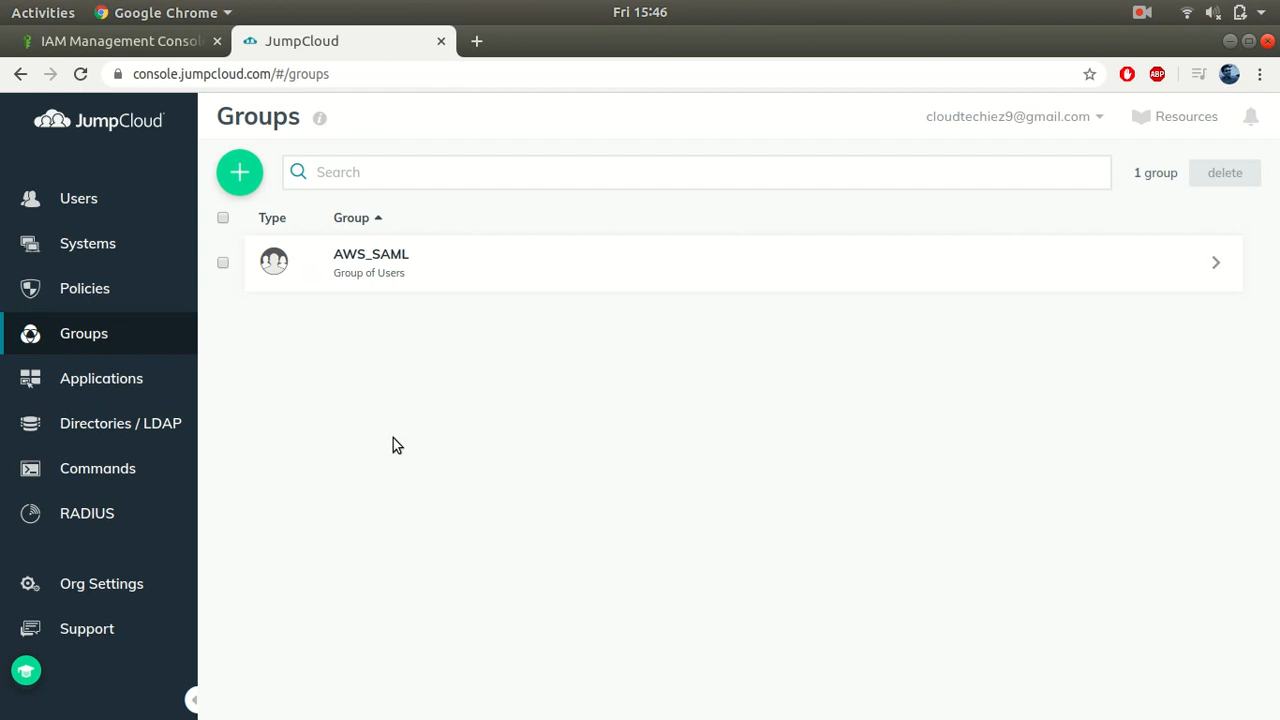 Activities Google Chrome Fri 15:46
IAM Management Consol JumpCloud
console.jumpcloud.com/#/groups
ABP
JumpCloud Groups i cloudtechiez9@gmail.com Resources
Search 1 group delete
Users
Type Group
Systems
AWS_SAML
Group of Users
Policies
Groups
Applications
Directories / LDAP
Commands
RADIUS
Org Settings
Support